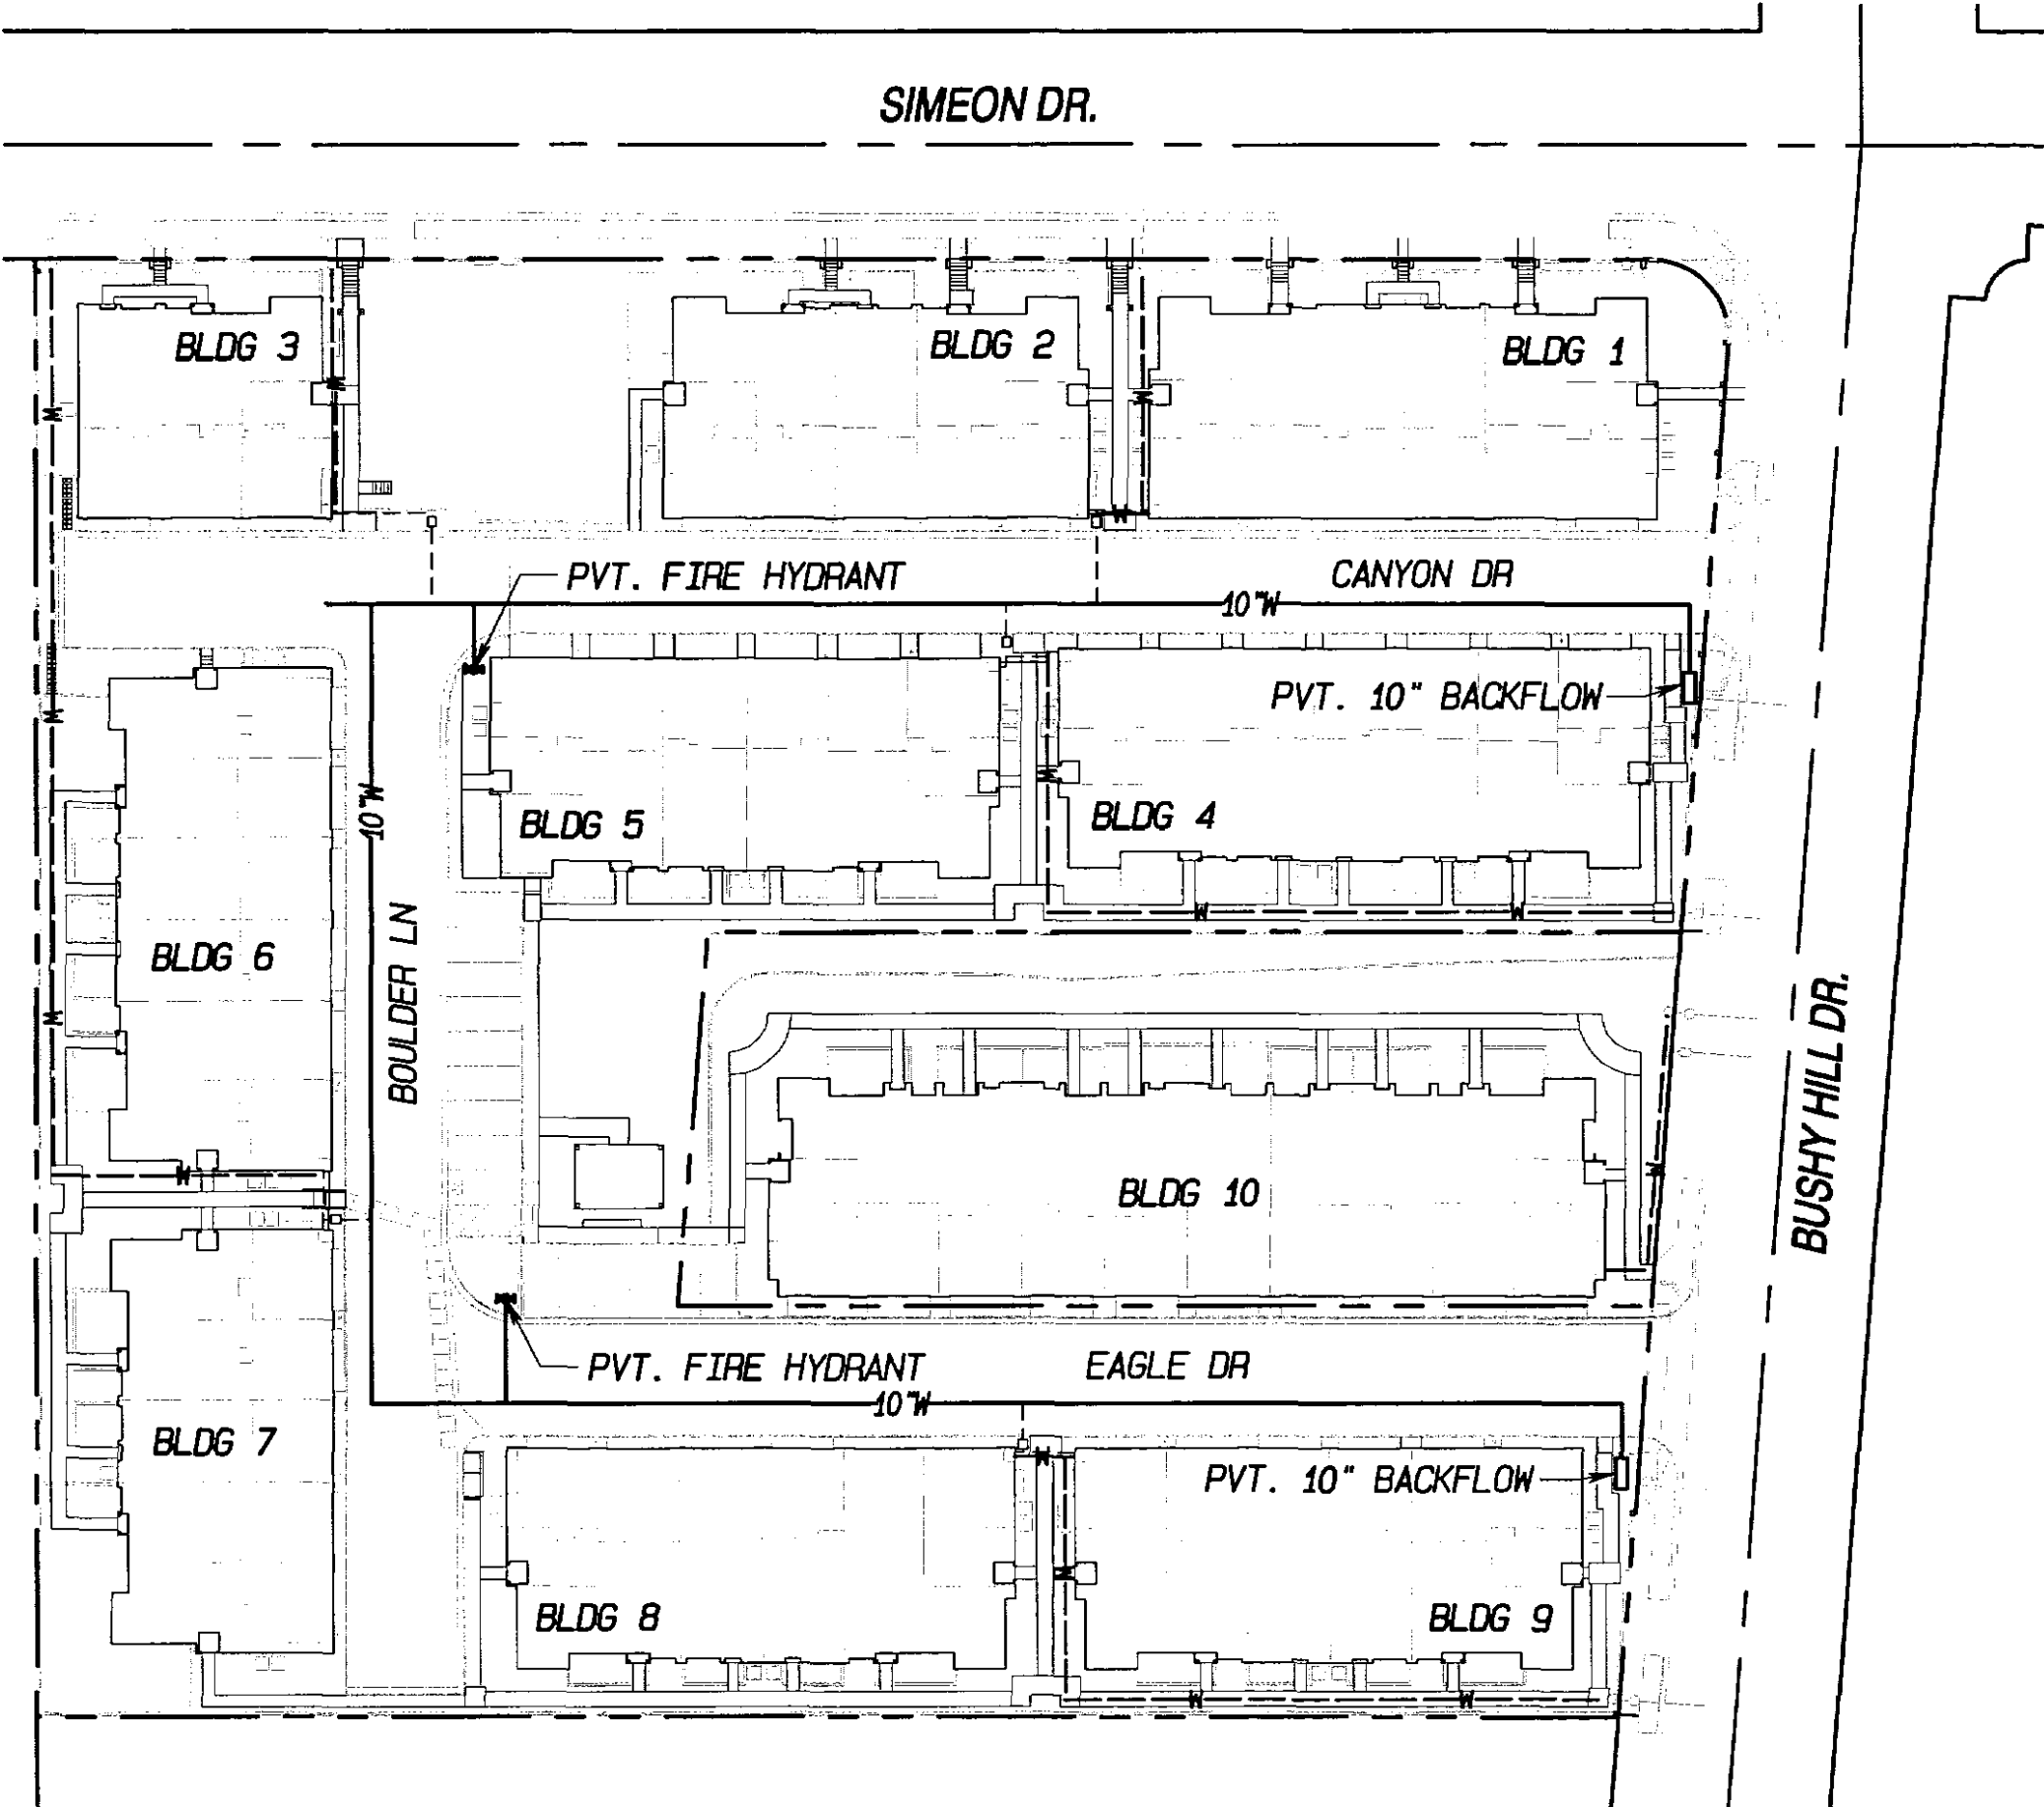 SIMEON DR.
BLDG 3
BLDG 2
BLDG 1
W
W
W
W
PVT. FIRE HYDRANT
CANYON DR
10"W
PVT. 10" BACKFLOW
W
W
10"W
BLDG 5
BLDG 4
W
W
BOULDER LN
BLDG 6
W
BUSHY HILL DR.
W
W
BLDG 10
PVT. FIRE HYDRANT
EAGLE DR
10"W
BLDG 7
W
PVT. 10" BACKFLOW
W
BLDG 8
BLDG 9
W
W